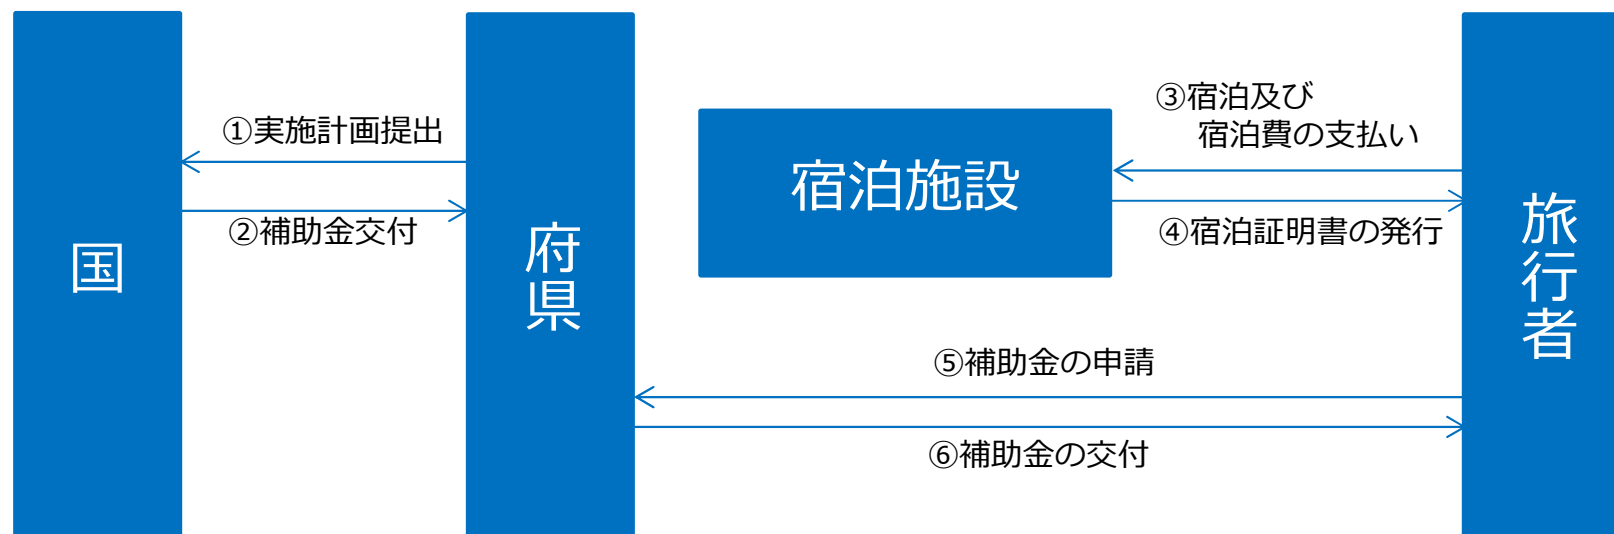 国
①実施計画提出
②補助金交付
府県
宿泊施設
③宿泊及び
宿泊費の支払い
④宿泊証明書の発行
旅行者
⑤補助金の申請
⑥補助金の交付